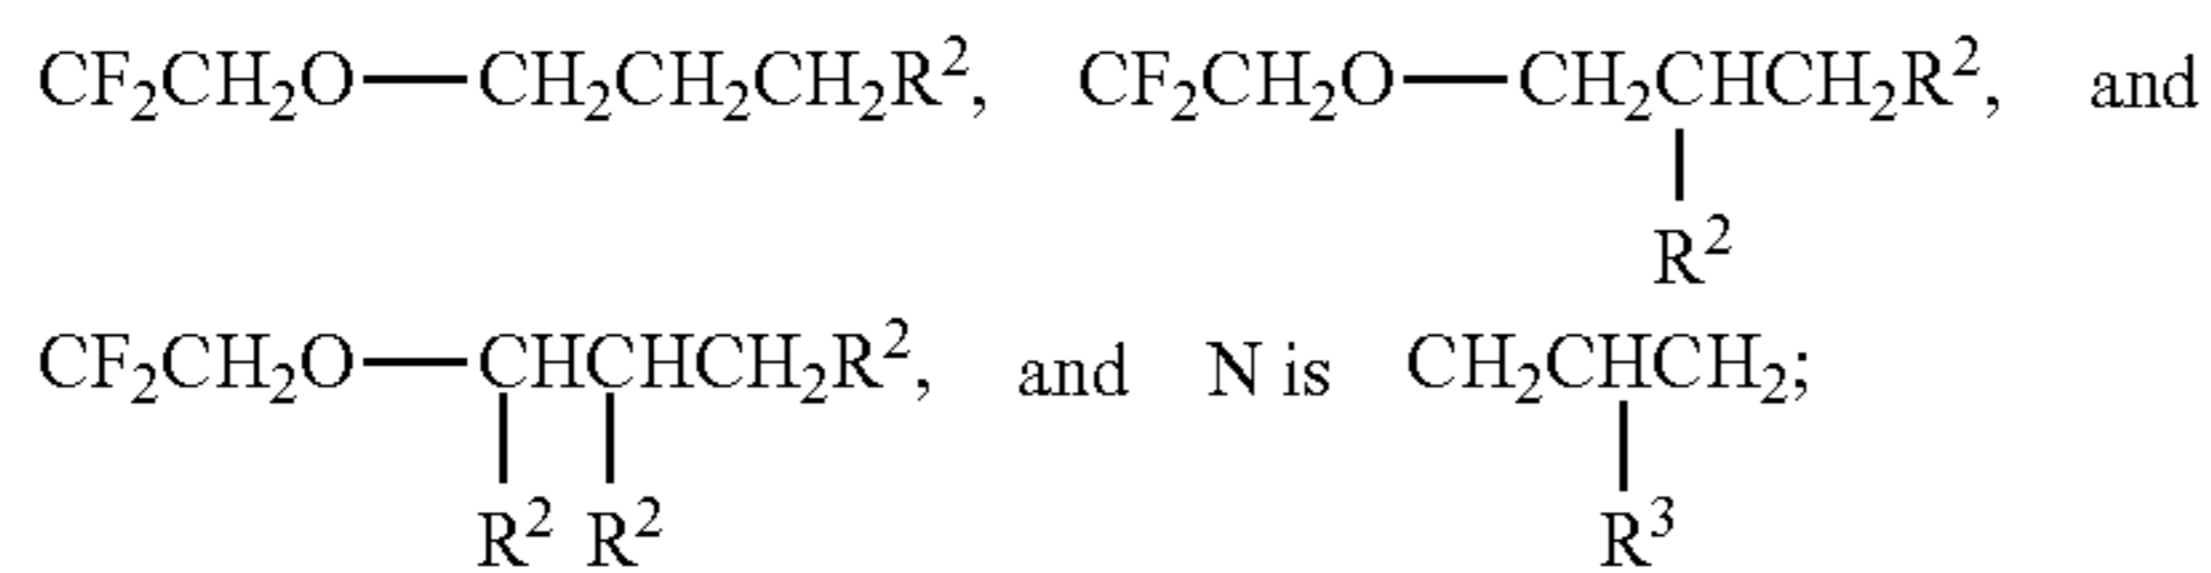 CF₂CH₂O—CH₂CH₂CH₂R², CF₂CH₂O—CH₂CHCH₂R², and
R²
CF₂CH₂O—CHCHCH₂R², and N is CH₂CHCH₂;
R² R² R³